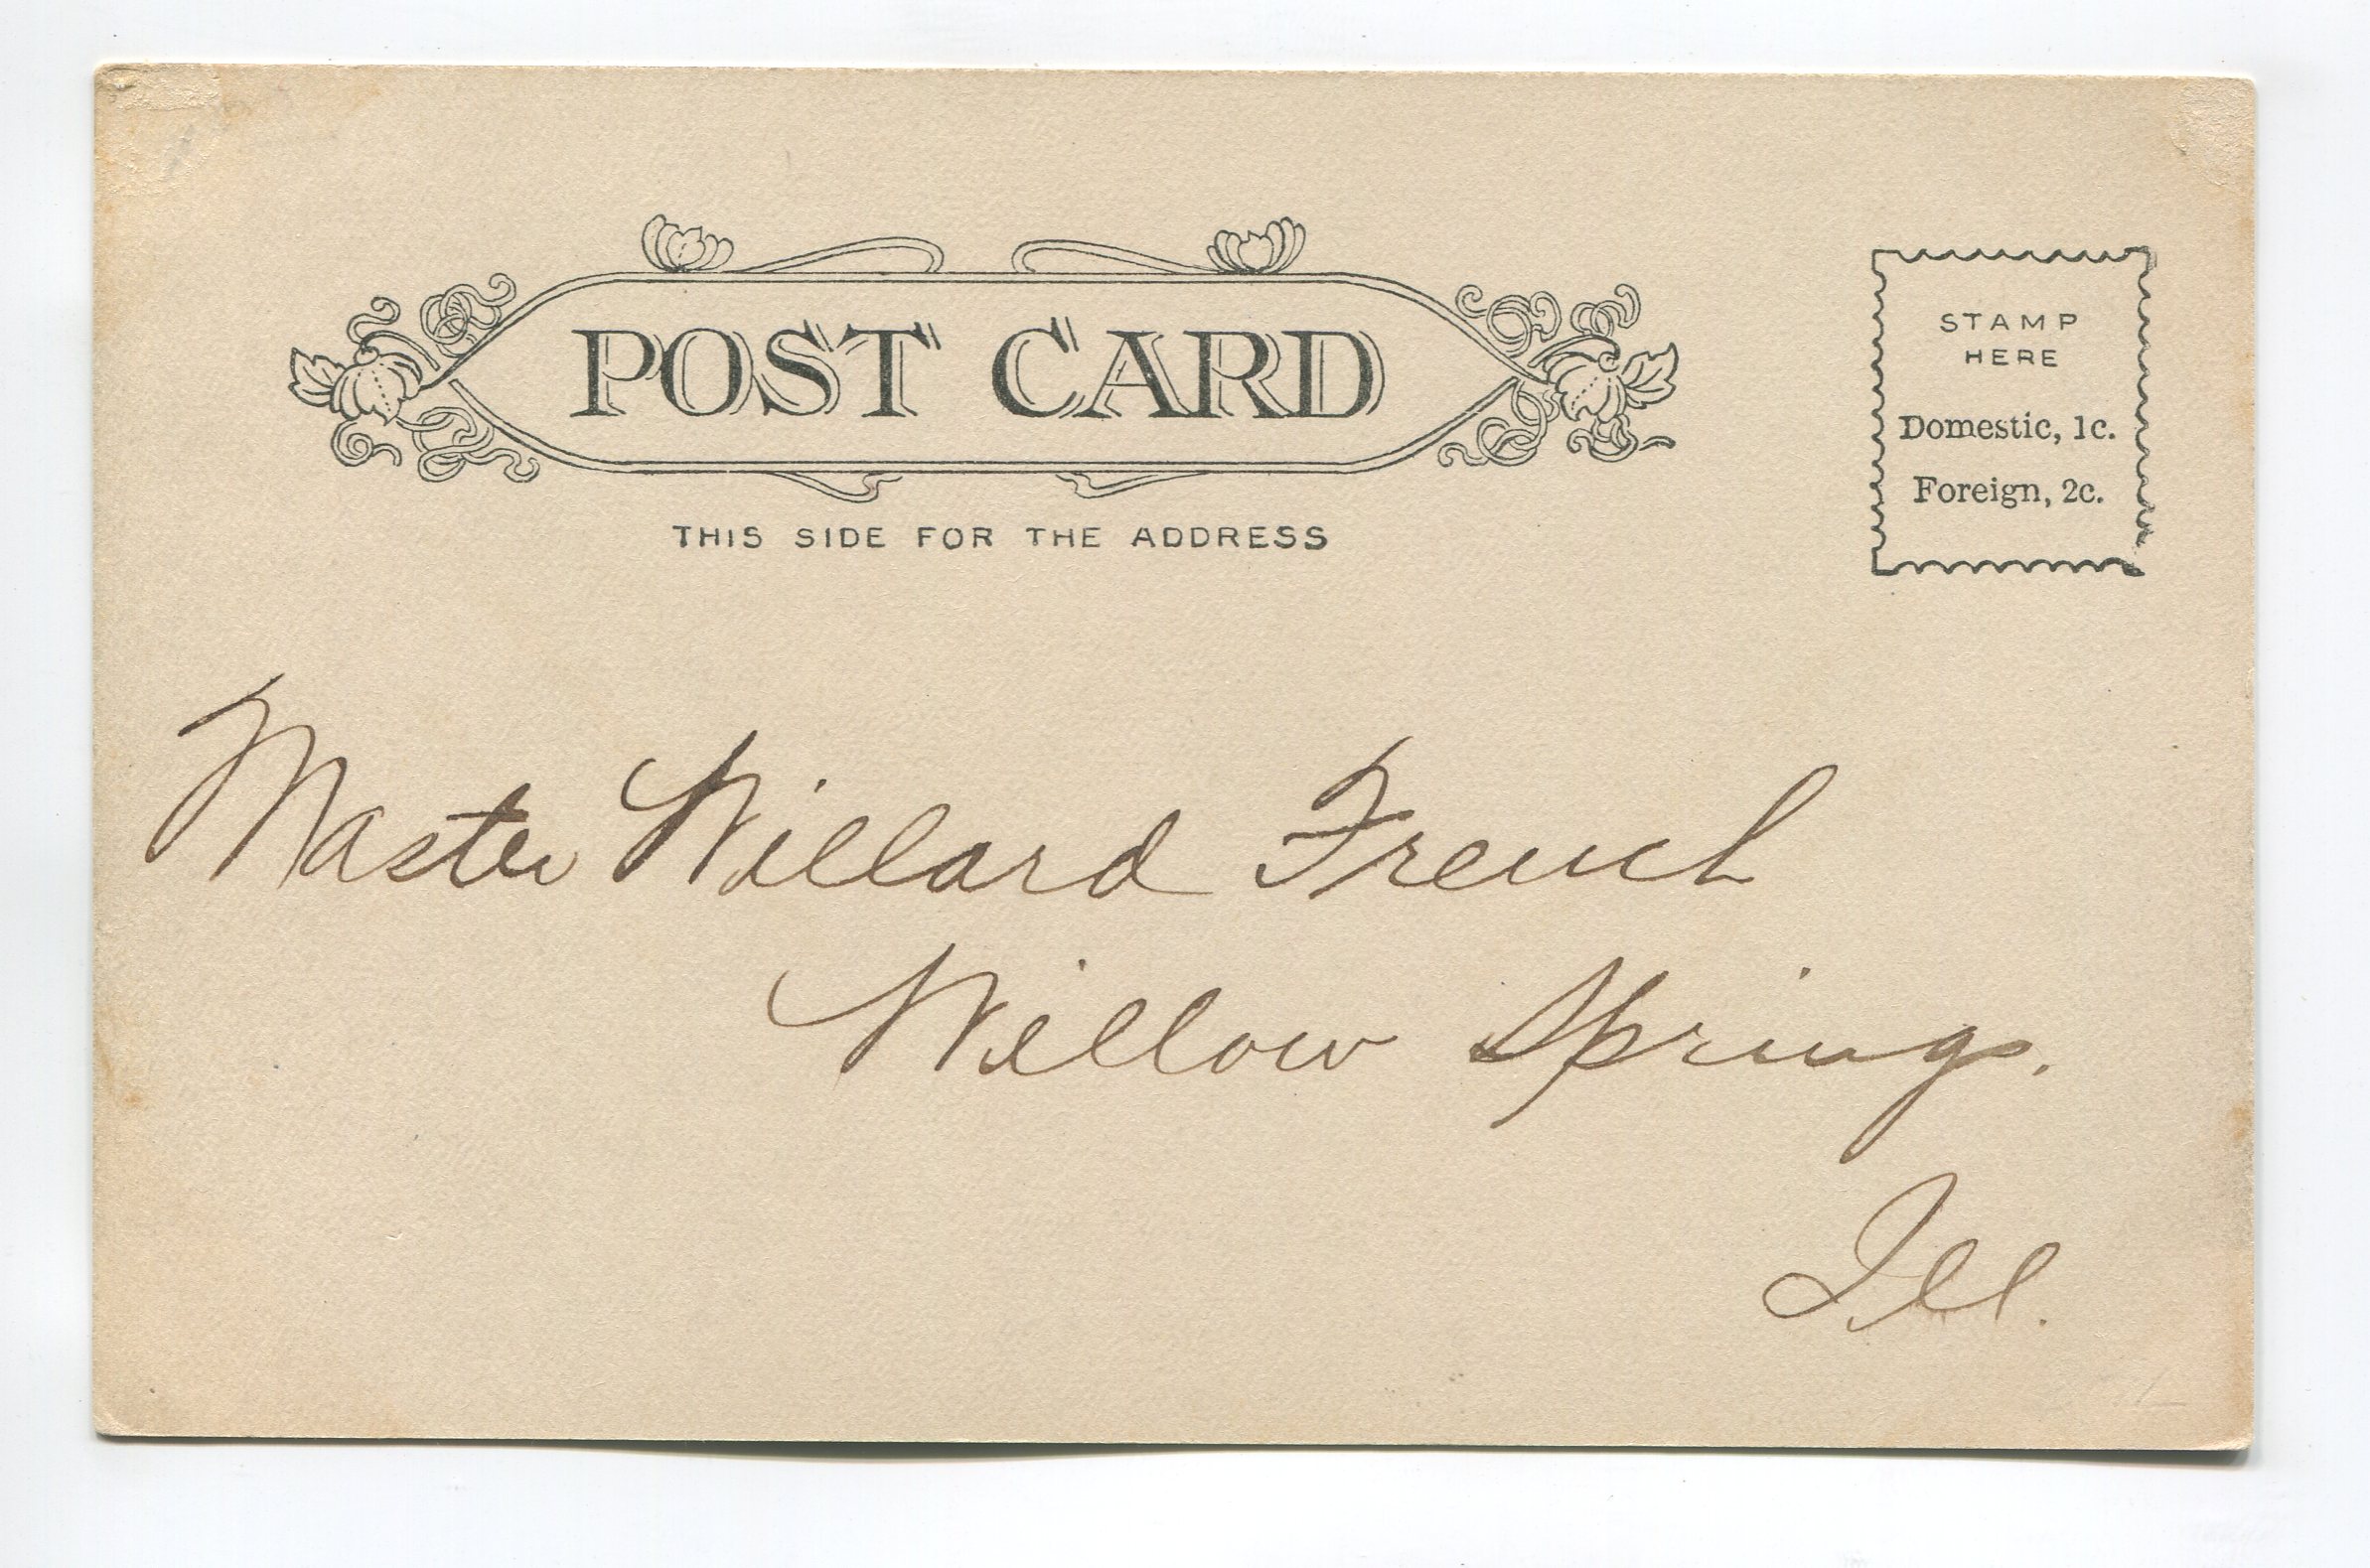 POST CARD
THIS SIDE FOR THE ADDRESS
STAMP
HERE
Domestic, 1c.
Foreign, 2c.
Master Willard French
Willow Springs.
Ill.